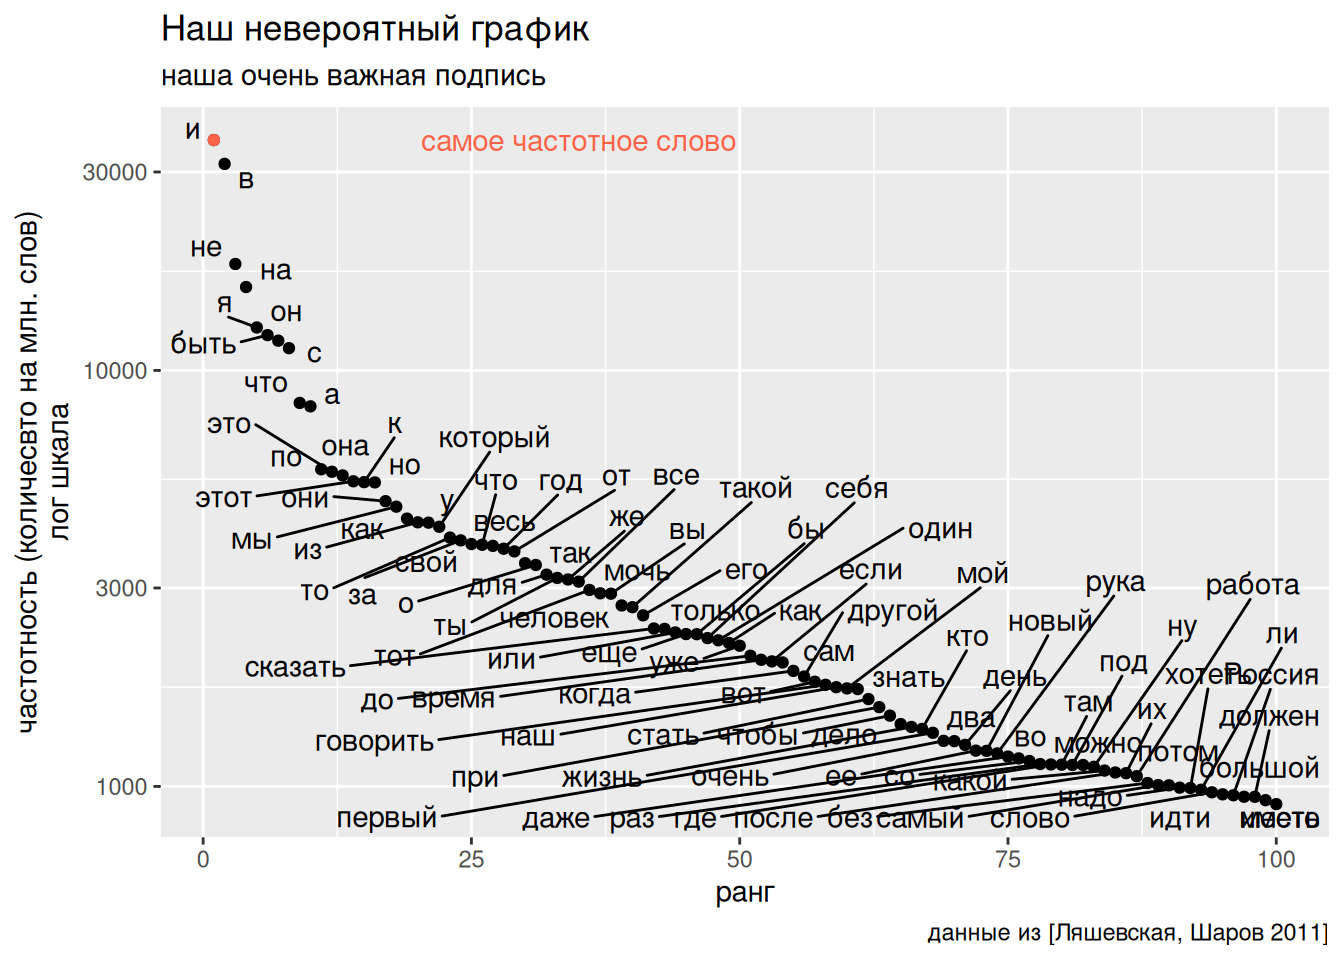 Наш невероятный график
наша очень важная подпись
частотность (количесвто на млн. слов)
лог шкала
и
самое частотное слово
30000
в
не
на
я
он
быть
с
10000
что
а
это
к
она
который
по
но
этот
они
у
что
год
от
все
такой
себя
мы
как
из
весь
же
вы
бы
один
свой
так
то
за
о
для
мочь
его
если
мой
3000
рука
работа
ты
человек
только
как
другой
новый
ну
ли
сказать
тот
или
еще
уже
сам
кто
под
до
время
когда
вот
знать
день
хотеть
Россия
там
их
должен
говорить
наш
стать
чтобы
дело
два
во
можно
потом
при
жизнь
очень
ее
со
какой
большой
1000
надо
первый
даже
раз
где
после
без
самый
слово
идти
иметь
0
25
50
75
100
ранг
данные из [Ляшевская, Шаров 2011]